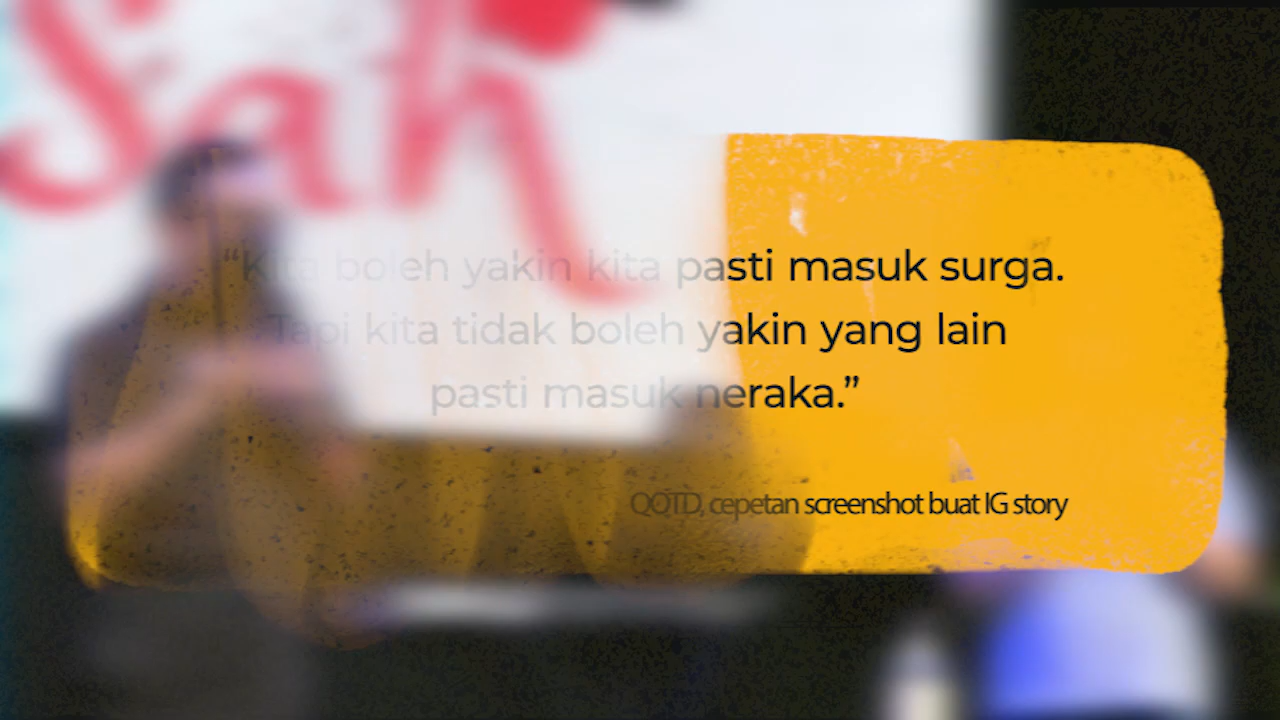 Sah
“Kita boleh yakin kita pasti masuk surga.
Tapi kita tidak boleh yakin yang lain
pasti masuk neraka.”
QOTD, cepetan screenshot buat IG story